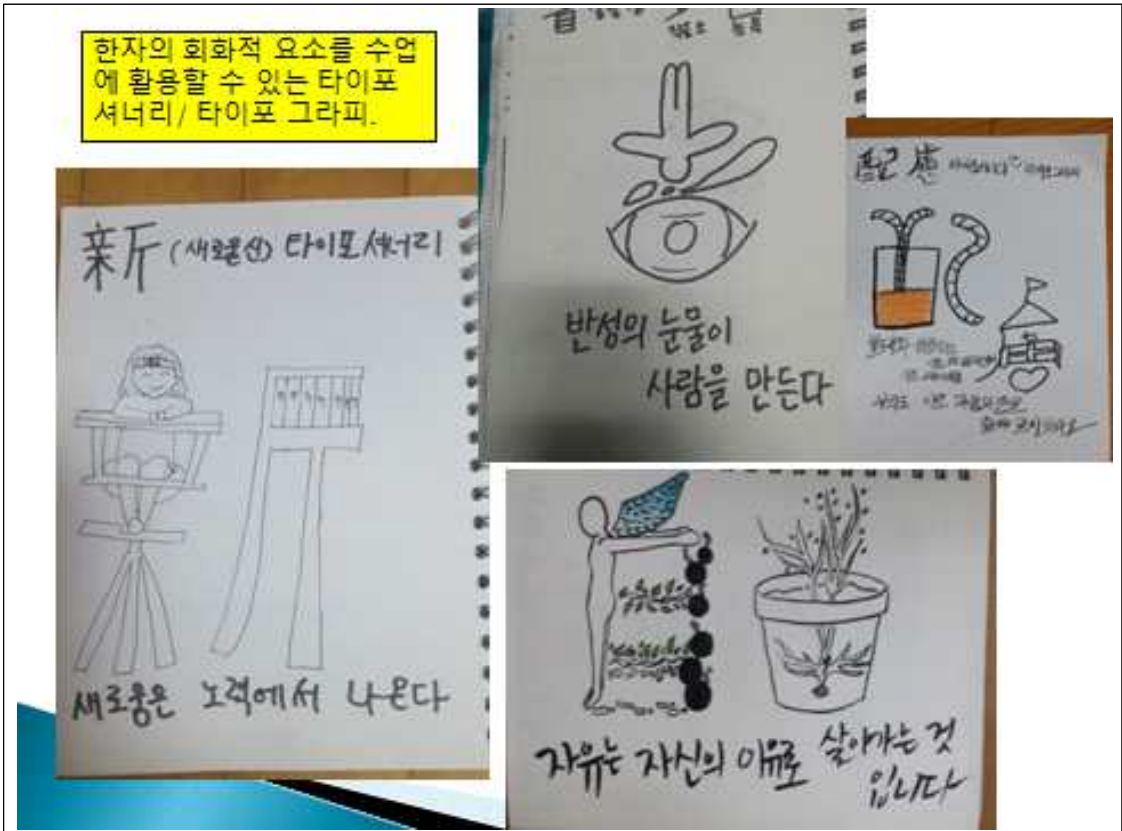 한자의 회화적 요소를 수업
에 활용할 수 있는 타이포
셔너리/ 타이포 그라피.
新 (새로울신) 타이포셔너리
새로움은 노력에서 나온다
반성의 눈물이
사람을 만든다
配 慮
자유는 자신의 이유로 살아가는 것
입니다